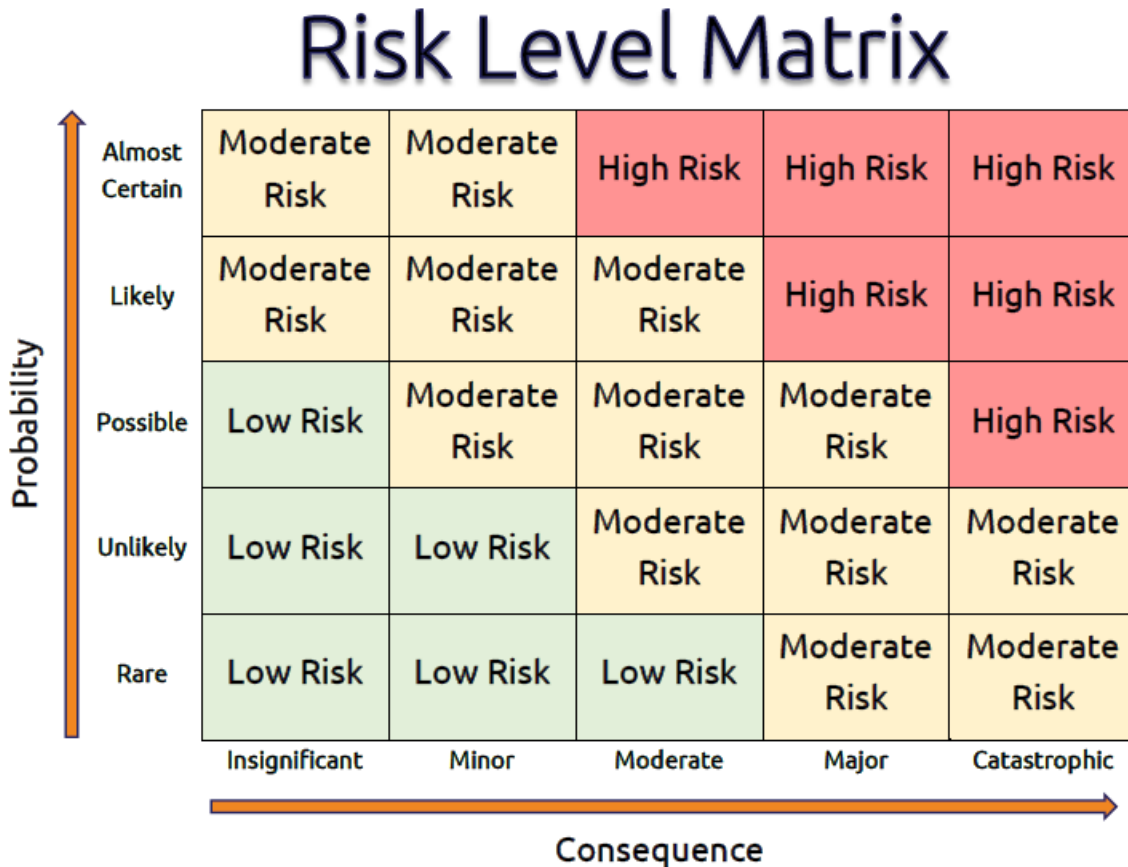 Risk Level Matrix
Almost
Certain
Moderate
Risk
Moderate
Risk
High Risk
High Risk
High Risk
Likely
Moderate
Risk
Moderate
Risk
Moderate
Risk
High Risk
High Risk
Probability
Possible
Low Risk
Moderate
Risk
Moderate
Risk
Moderate
Risk
High Risk
Unlikely
Low Risk
Low Risk
Moderate
Risk
Moderate
Risk
Moderate
Risk
Rare
Low Risk
Low Risk
Low Risk
Moderate
Risk
Moderate
Risk
Insignificant
Minor
Moderate
Major
Catastrophic
Consequence